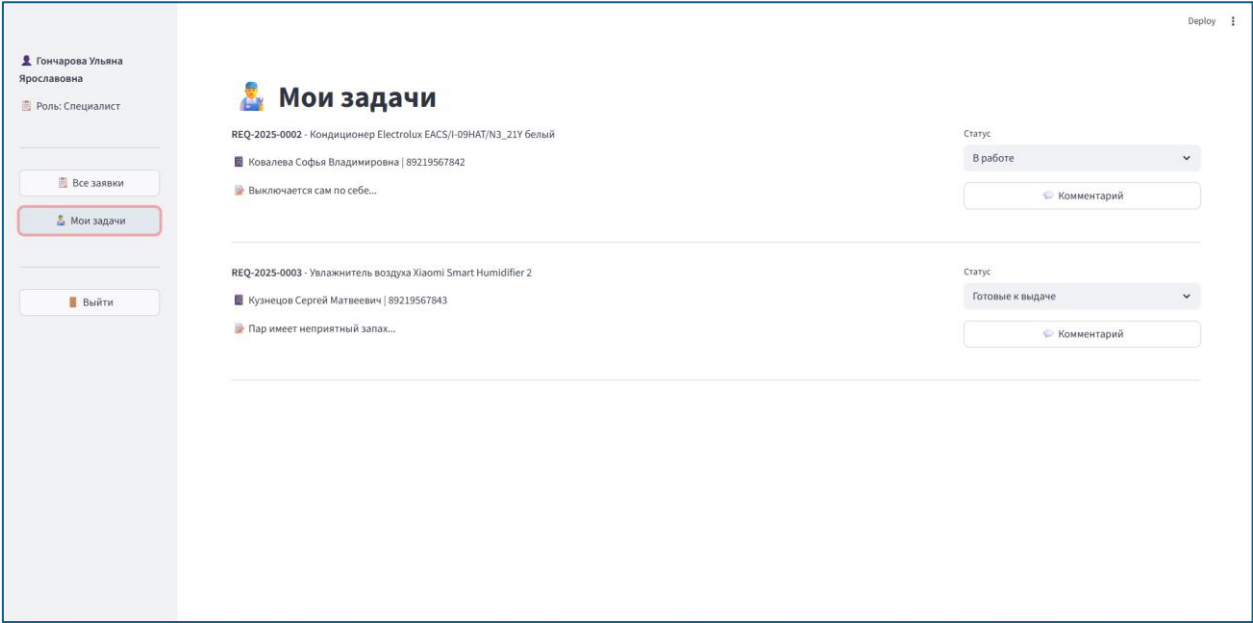 Deploy
Гончарова Ульяна
Ярославовна
Роль: Специалист
Все заявки
Мои задачи
Выйти
Мои задачи
REQ-2025-0002 - Кондиционер Electrolux EACS/I-09HAT/N3_21Y белый
Ковалева Софья Владимировна | 89219567842
Выключается сам по себе...
Статус
В работе
Комментарий
REQ-2025-0003 - Увлажнитель воздуха Xiaomi Smart Humidifier 2
Кузнецов Сергей Матвеевич | 89219567843
Пар имеет неприятный запах...
Статус
Готовые к выдаче
Комментарий